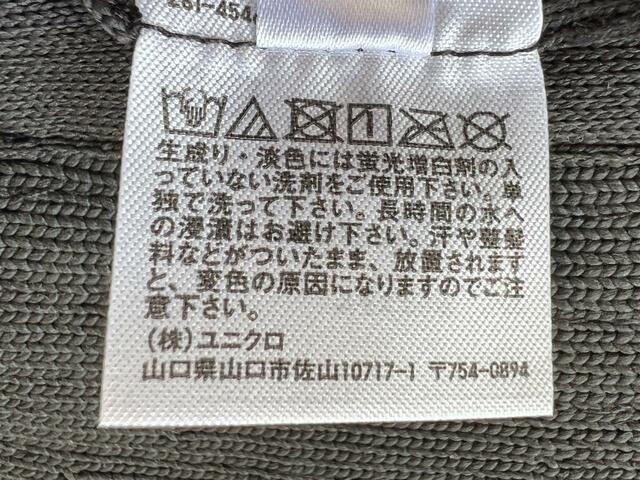 生成り・淡色には蛍光増白剤の入
っていない洗剤をご使用下さい。単
独で洗って下さい。長時間の水へ
の浸漬はお避け下さい。汗や整髪
料などがついたまま、放置されます
と、変色の原因になりますのでご注
意下さい。
(株)ユニクロ
山口県山口市佐山10717-1 〒754-0894